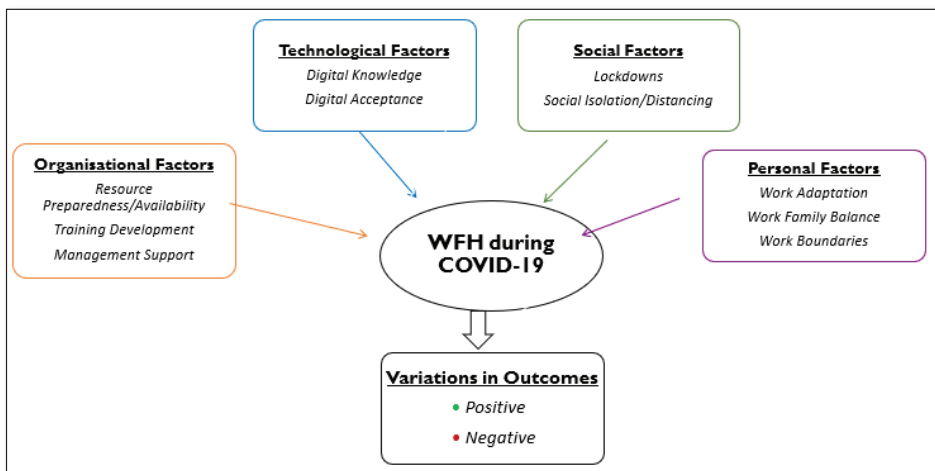 Technological Factors
Digital Knowledge
Digital Acceptance
Social Factors
Lockdowns
Social Isolation/Distancing
Organisational Factors
Resource
Preparedness/Availability
Training Development
Management Support
Personal Factors
Work Adaptation
Work Family Balance
Work Boundaries
WFH during
COVID-19
Variations in Outcomes
• Positive
• Negative